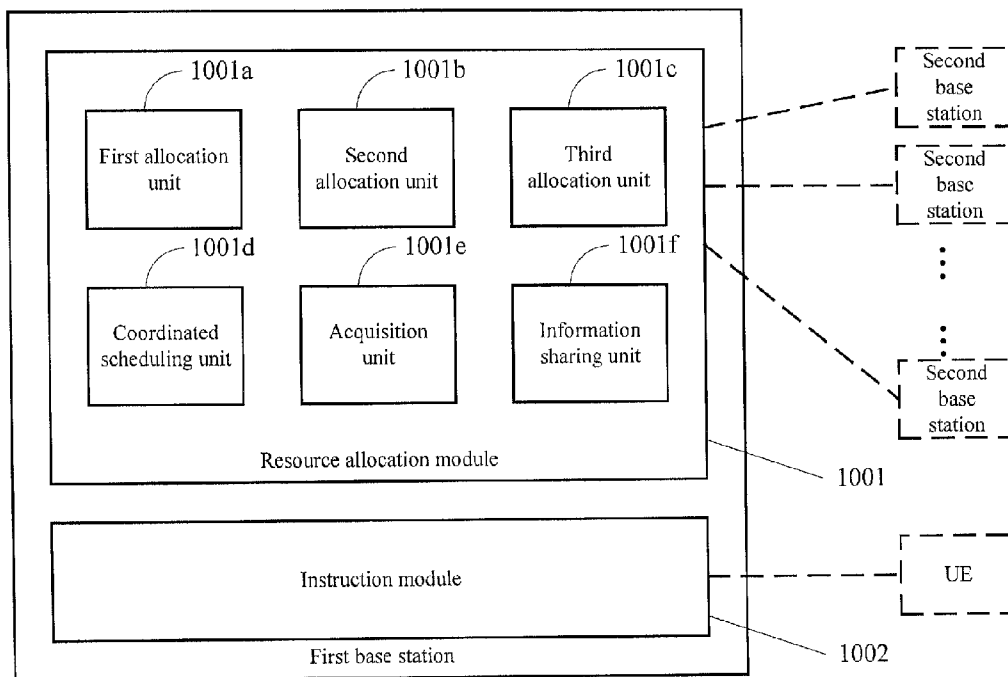 1001a
1001b
1001c
Second
base
station
First allocation
unit
Second
allocation unit
Third
allocation unit
Second
base
station
1001d
1001e
1001f
Coordinated
scheduling unit
Acquisition
unit
Information
sharing unit
Second
base
station
Resource allocation module
1001
Instruction module
UE
First base station
1002